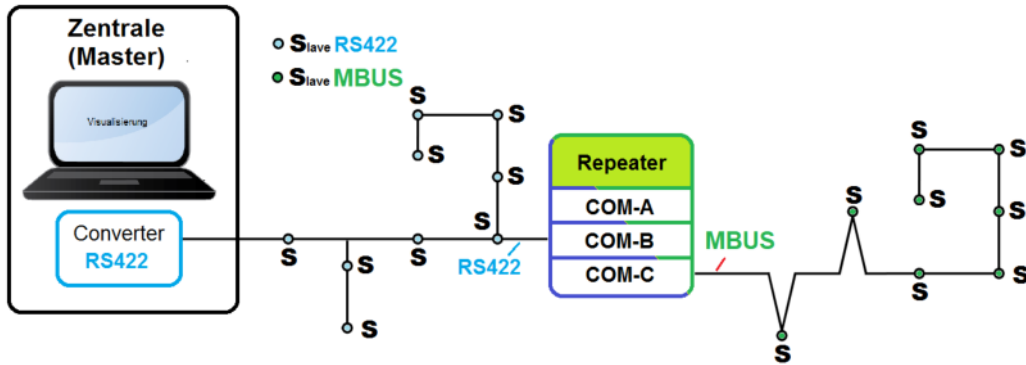 Zentrale
(Master)
Visualisierung
Converter
RS422
Slave RS422
Slave MBUS
S
S
S
S
S
S
S
S
S
RS422
Repeater
COM-A
COM-B
COM-C
MBUS
S
S
S
S
S
S
S
S